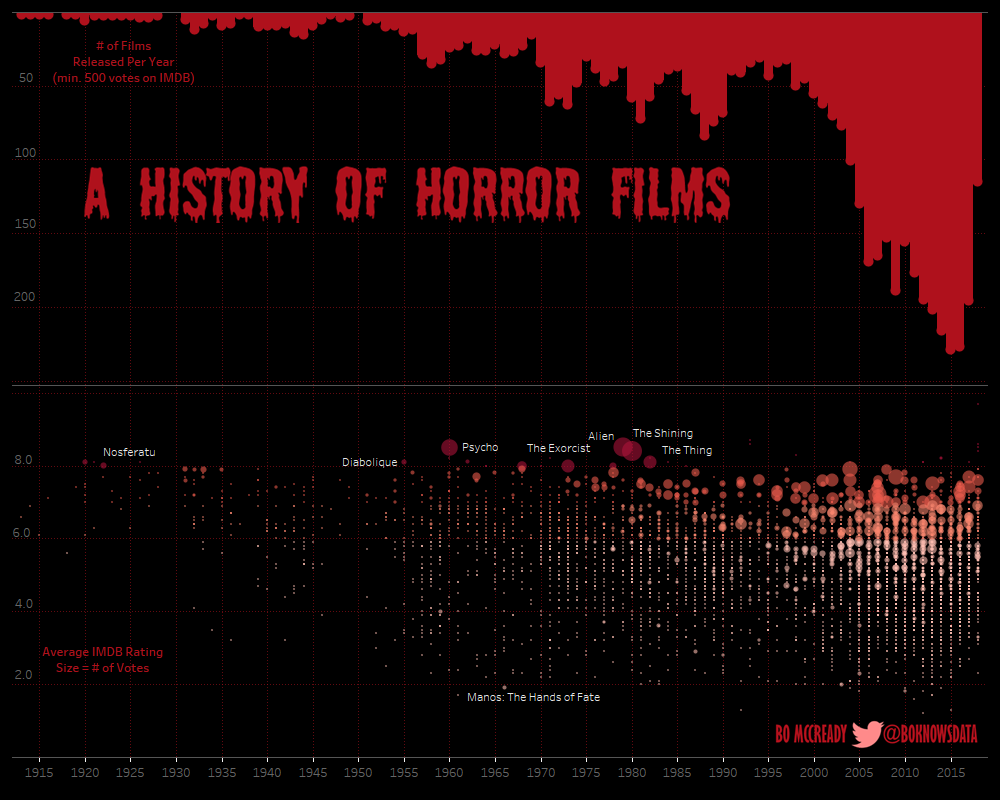 # of Films
Released Per Year
(min. 500 votes on IMDB)
50
100
A HISTORY OF HORROR FILMS
150
200
Alien
The Shining
Psycho
The Exorcist
The Thing
Nosferatu
Diabolique
8.0
6.0
4.0
Average IMDB Rating
Size = # of Votes
2.0
Manos: The Hands of Fate
BO MCCREADY @BOKNOWSDATA
1915 1920 1925 1930 1935 1940 1945 1950 1955 1960 1965 1970 1975 1980 1985 1990 1995 2000 2005 2010 2015